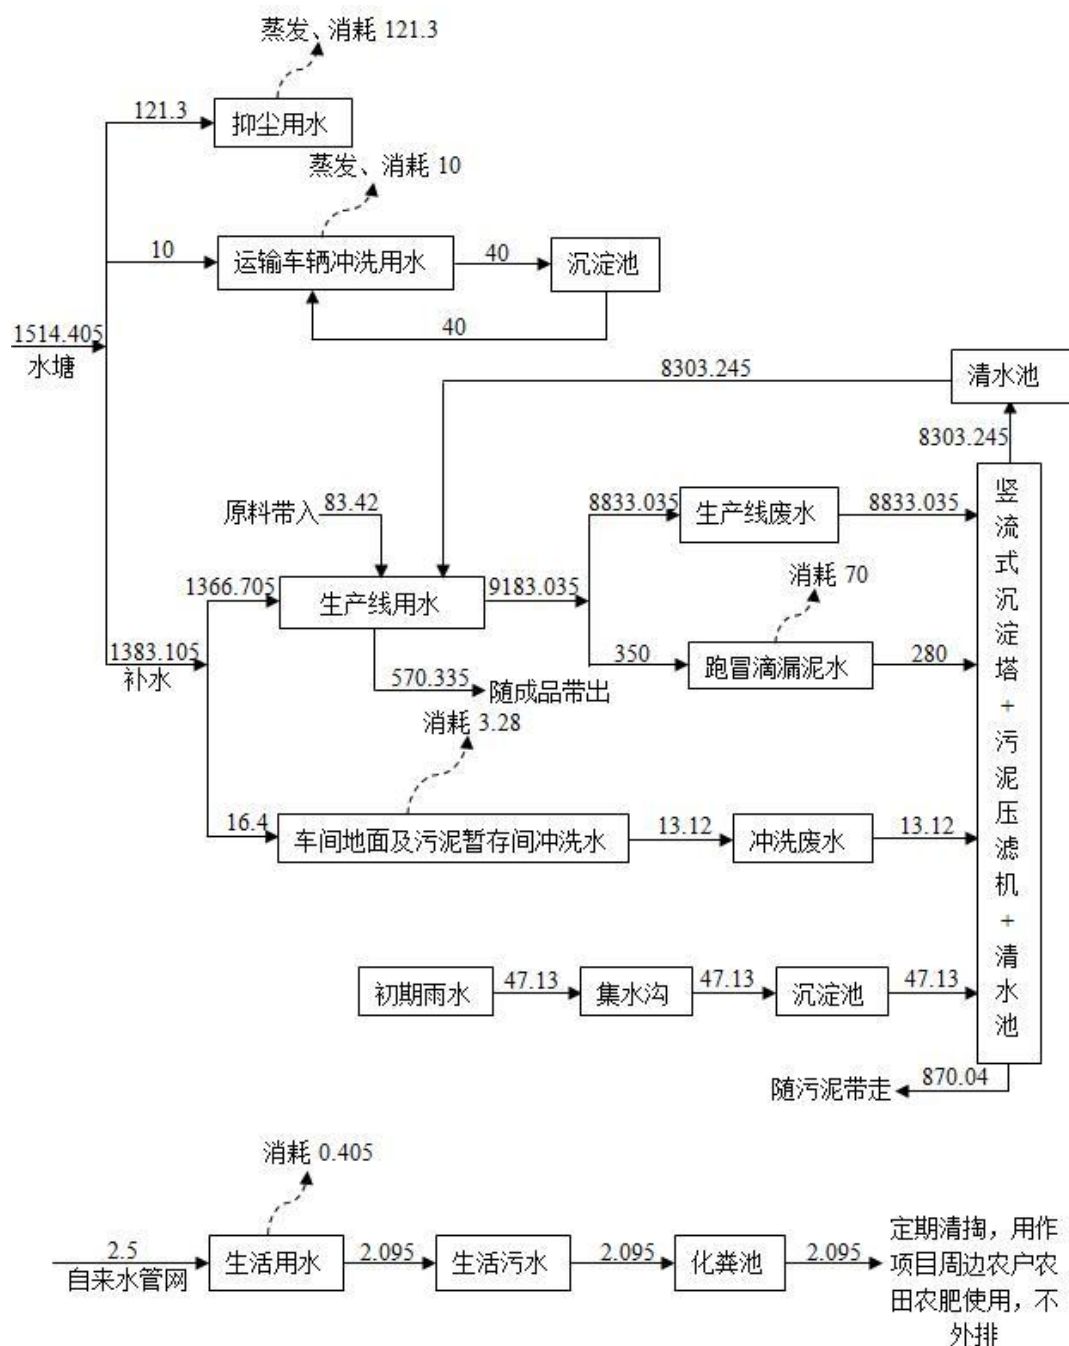 蒸发、消耗 121.3
121.3
抑尘用水
蒸发、消耗 10
10
运输车辆冲洗用水
40
沉淀池
40
1514.405
水塘
8303.245
清水池
8303.245
原料带入
83.42
8833.035
生产线废水
8833.035
消耗 70
1366.705
生产线用水
9183.035
1383.105
补水
350
跑冒滴漏泥水
280
570.335
随成品带出
消耗 3.28
16.4
车间地面及污泥暂存间冲洗水
13.12
冲洗废水
13.12
竖流式沉淀塔+污泥压滤机+清水池
初期雨水
47.13
集水沟
47.13
沉淀池
47.13
随污泥带走
870.04
消耗 0.405
2.5
自来水管网
生活用水
2.095
生活污水
2.095
化粪池
2.095
定期清掏，用作
项目周边农户农
田农肥使用，不
外排